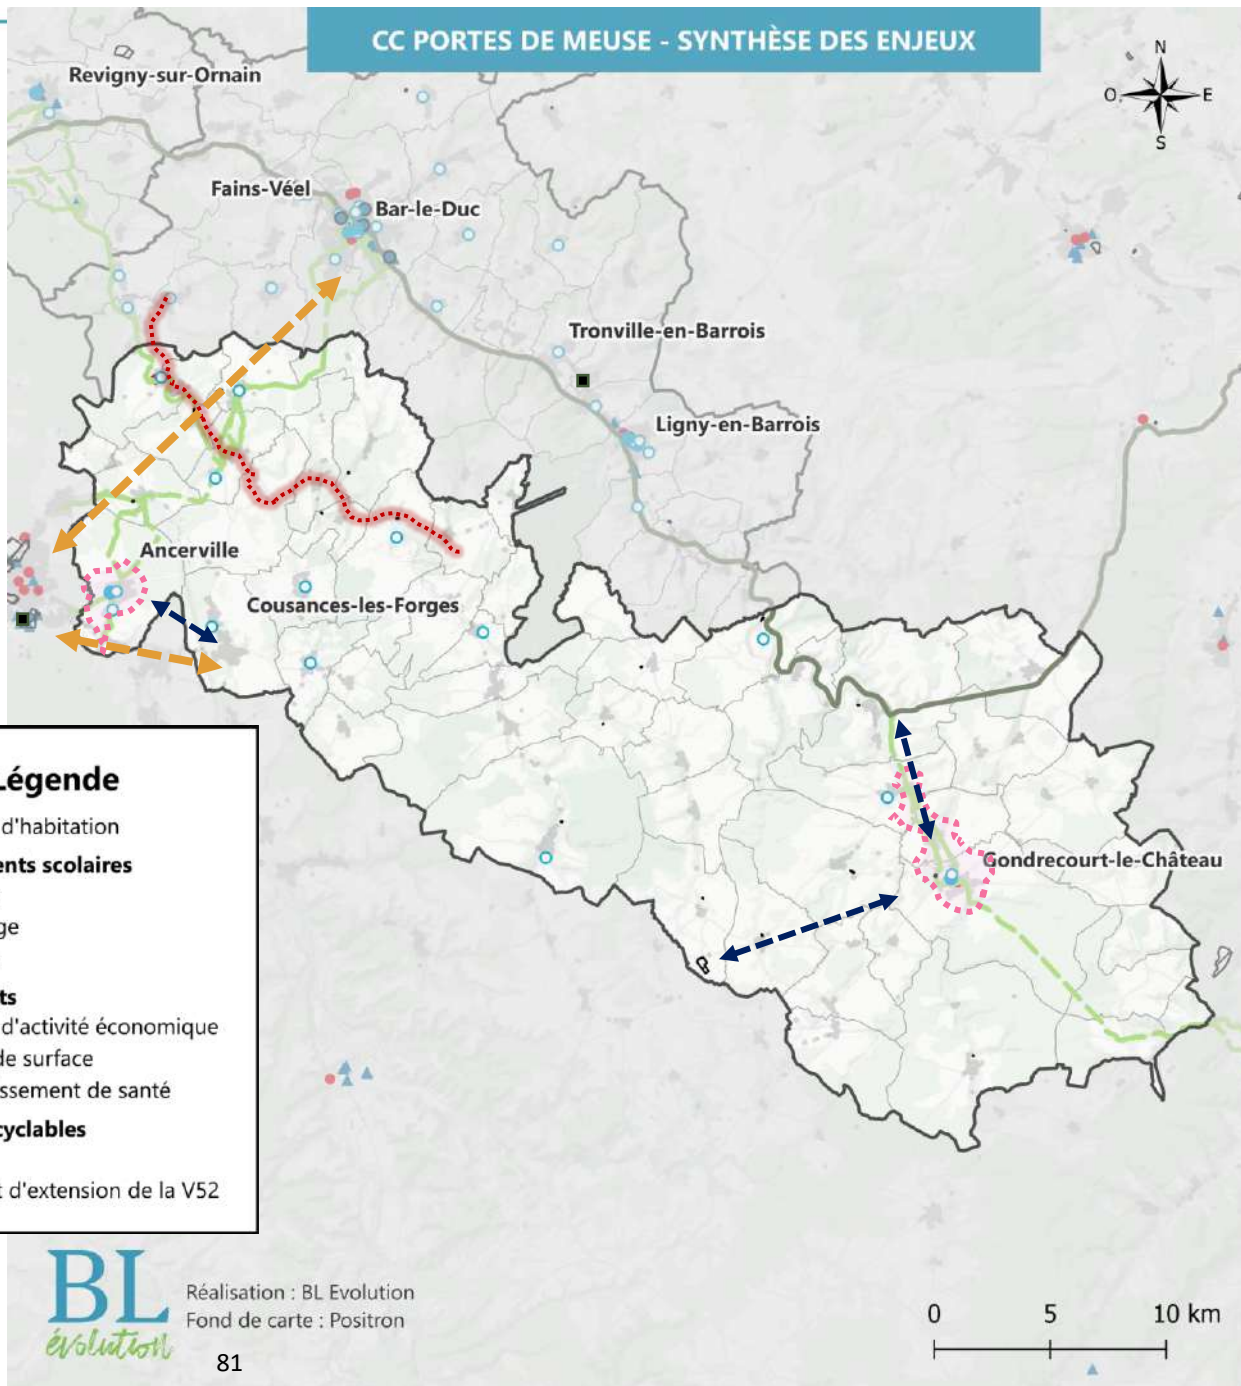 CC PORTES DE MEUSE - SYNTHÈSE DES ENJEUX
N
O
E
S
Revigny-sur-Ornain
Fains-Véel
Bar-le-Duc
Tronville-en-Barrois
Ligny-en-Barrois
Ancerville
Cousances-les-Forges
Gondrecourt-le-Château
Légende
d'habitation
ents scolaires
ge
ts
d'activité économique
de surface
ssement de santé
cyclables
t d'extension de la V52
BL
évolution
Réalisation : BL Evolution
Fond de carte : Positron
81
0 5 10 km